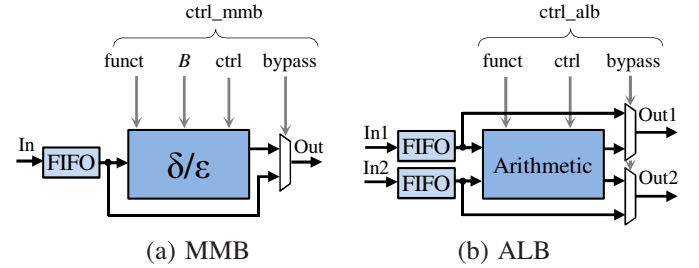 ctrl_mmb
funct B ctrl bypass
In
FIFO
δ/ε
Out
(a) MMB
ctrl_alb
funct ctrl bypass
In1
FIFO
In2
FIFO
Arithmetic
Out1
Out2
(b) ALB